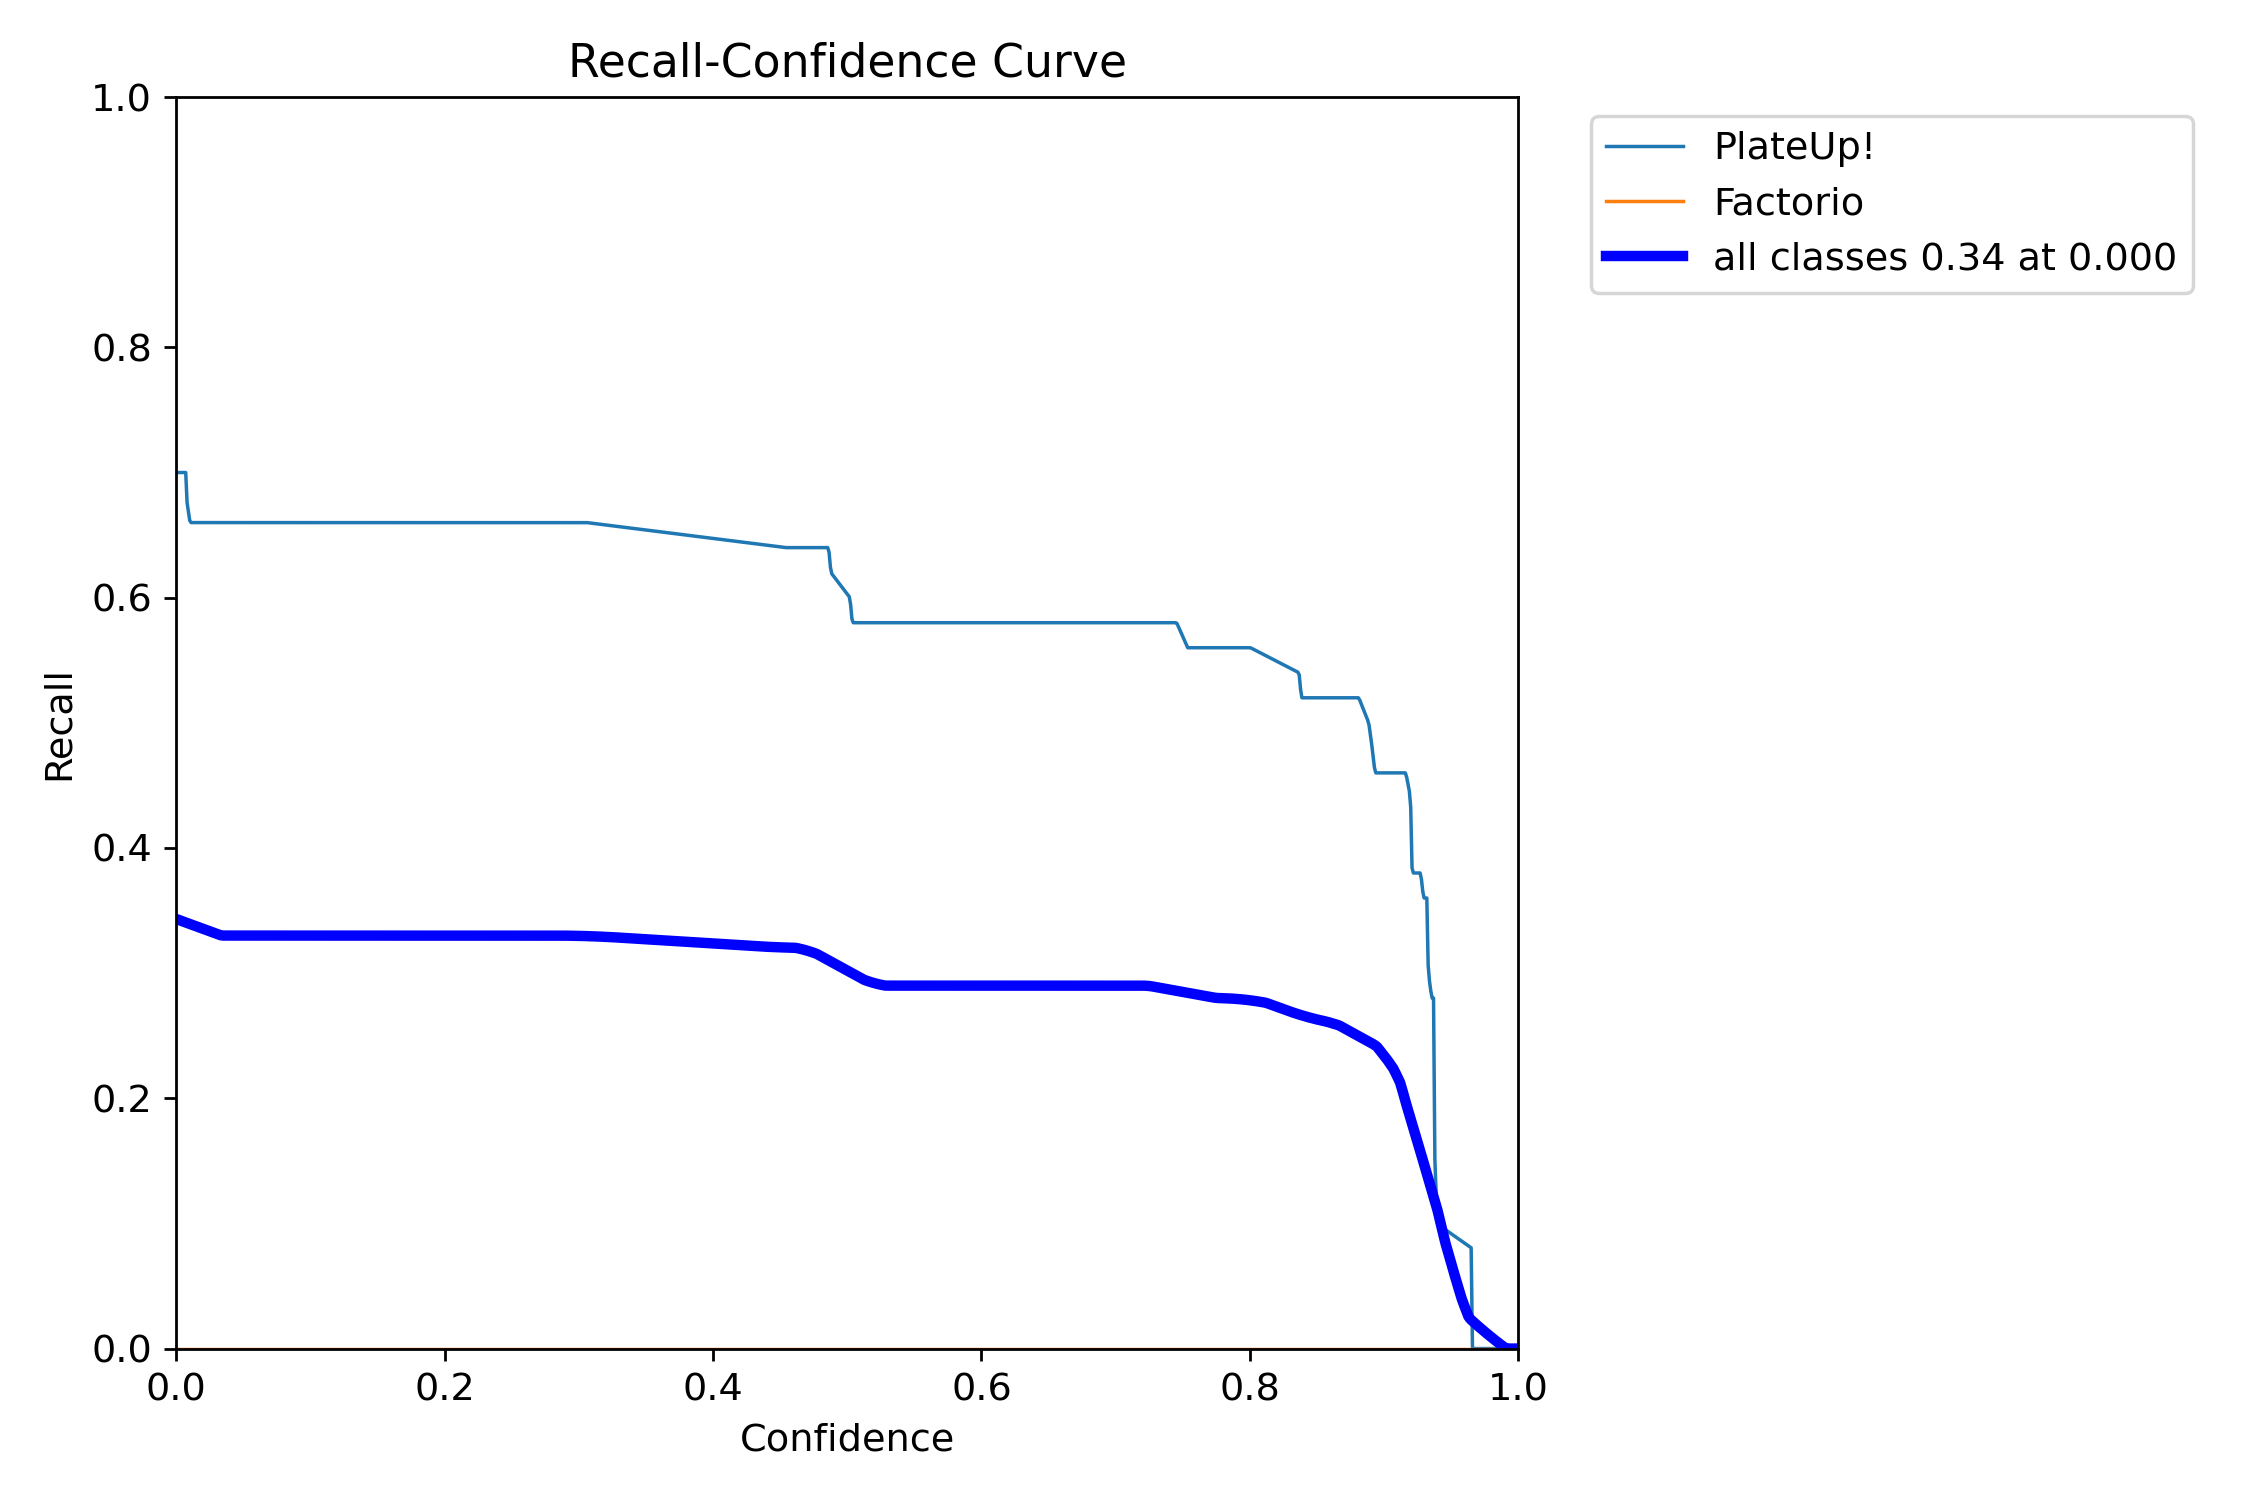 Recall-Confidence Curve
1.0
0.8
0.6
0.4
0.2
0.0
Recall
0.0 0.2 0.4 0.6 0.8 1.0
Confidence
PlateUp!
Factorio
all classes 0.34 at 0.000